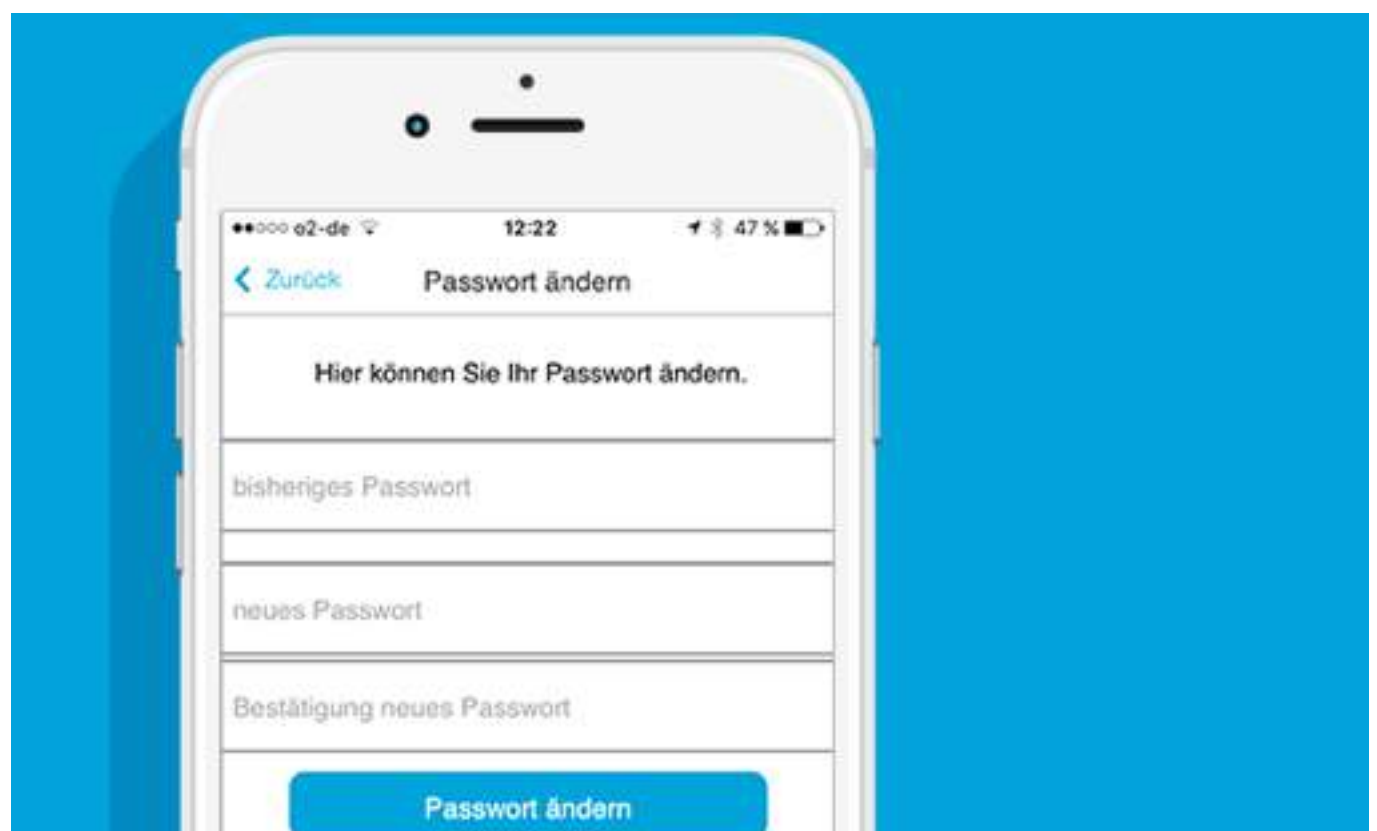 o2-de 12:22 47 %
Zurück Passwort ändern
Hier können Sie Ihr Passwort ändern.
bisheriges Passwort
neues Passwort
Bestätigung neues Passwort
Passwort ändern